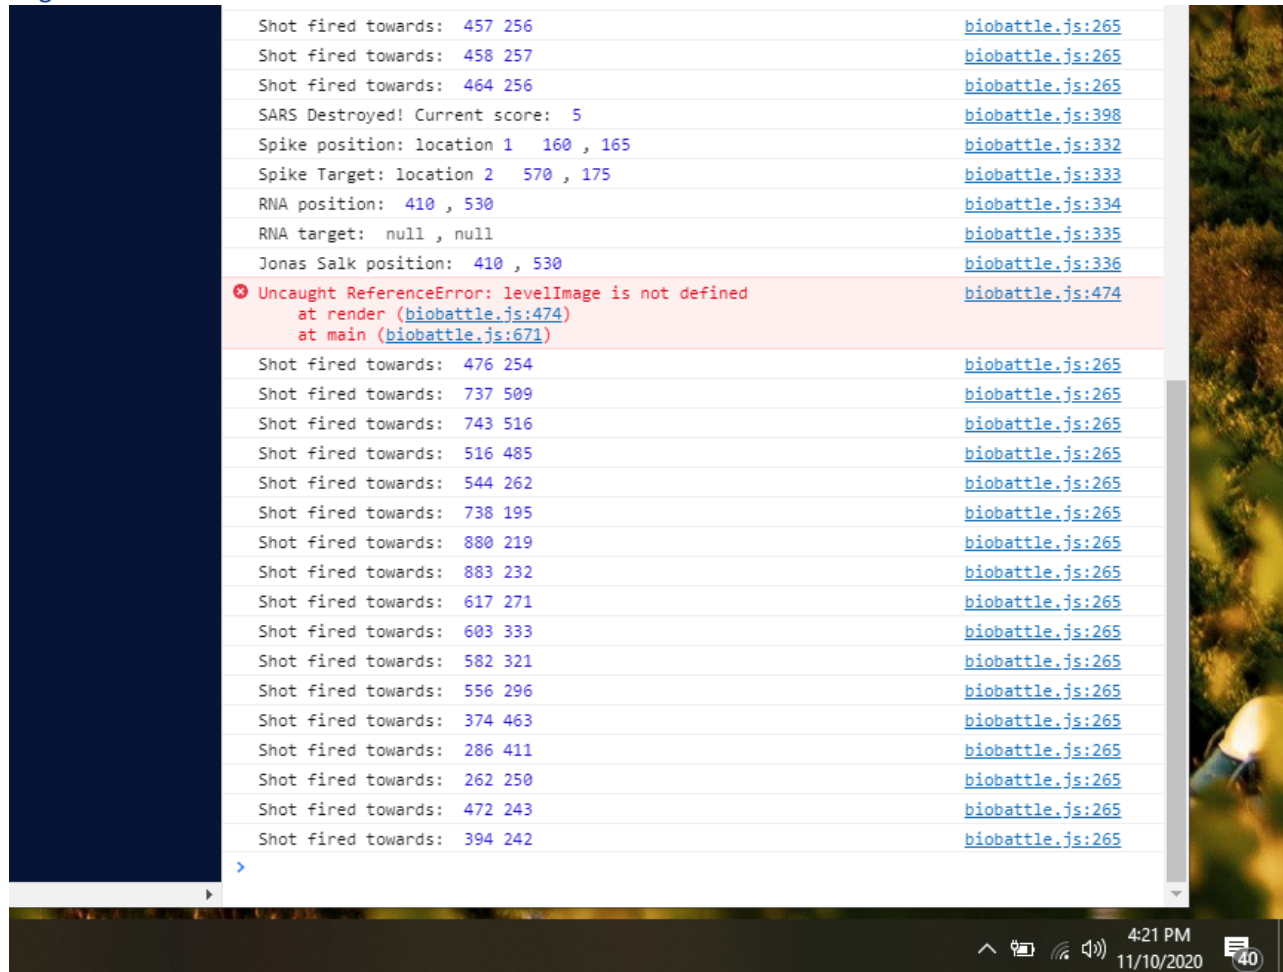 Shot fired towards:  457 256 biobattle.js:265
Shot fired towards:  458 257 biobattle.js:265
Shot fired towards:  464 256 biobattle.js:265
SARS Destroyed! Current score:  5 biobattle.js:398
Spike position: location 1   160 , 165 biobattle.js:332
Spike Target: location 2   570 , 175 biobattle.js:333
RNA position:  410 , 530 biobattle.js:334
RNA target:  null , null biobattle.js:335
Jonas Salk position:  410 , 530 biobattle.js:336
Uncaught ReferenceError: levelImage is not defined biobattle.js:474
at render (biobattle.js:474)
at main (biobattle.js:671)
Shot fired towards:  476 254 biobattle.js:265
Shot fired towards:  737 509 biobattle.js:265
Shot fired towards:  743 516 biobattle.js:265
Shot fired towards:  516 485 biobattle.js:265
Shot fired towards:  544 262 biobattle.js:265
Shot fired towards:  738 195 biobattle.js:265
Shot fired towards:  880 219 biobattle.js:265
Shot fired towards:  883 232 biobattle.js:265
Shot fired towards:  617 271 biobattle.js:265
Shot fired towards:  603 333 biobattle.js:265
Shot fired towards:  582 321 biobattle.js:265
Shot fired towards:  556 296 biobattle.js:265
Shot fired towards:  374 463 biobattle.js:265
Shot fired towards:  286 411 biobattle.js:265
Shot fired towards:  262 250 biobattle.js:265
Shot fired towards:  472 243 biobattle.js:265
Shot fired towards:  394 242 biobattle.js:265
>
4:21 PM
11/10/2020
40